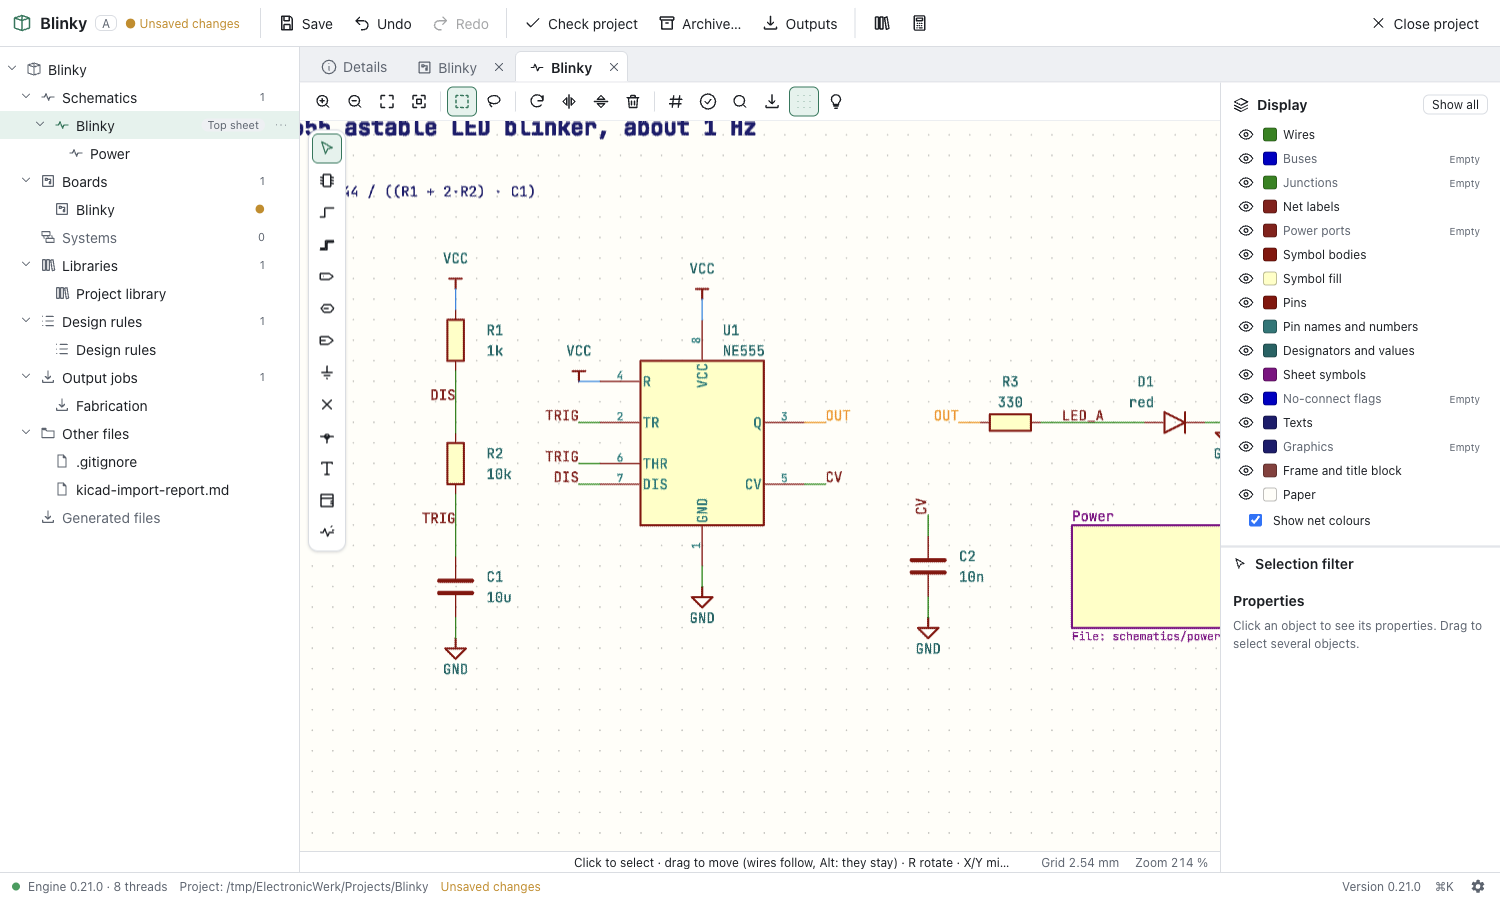 Blinky A Unsaved changes Save Undo Redo Check project Archive... Outputs Close project
Blinky
Schematics 1
Blinky Top sheet ···
Power
Boards 1
Blinky
Systems 0
Libraries 1
Project library
Design rules 1
Design rules
Output jobs 1
Fabrication
Other files
.gitignore
kicad-import-report.md
Generated files
Details Blinky Blinky
555 astable LED blinker, about 1 Hz
44 / ((R1 + 2·R2) · C1)
VCC
R1
1k
DIS
R2
10k
TRIG
C1
10u
GND
VCC
U1
NE555
VCC
8
VCC
4 R
TRIG 2 TR
TRIG 6 THR
DIS 7 DIS
Q 3 OUT
CV 5 CV
GND
1
GND
OUT
R3
330
LED_A
D1
red
G
CV
C2
10n
GND
Power
File: schematics/power
Display Show all
Wires
Buses Empty
Junctions Empty
Net labels
Power ports Empty
Symbol bodies
Symbol fill
Pins
Pin names and numbers
Designators and values
Sheet symbols
No-connect flags Empty
Texts
Graphics Empty
Frame and title block
Paper
Show net colours
Selection filter
Properties
Click an object to see its properties. Drag to
select several objects.
Click to select · drag to move (wires follow, Alt: they stay) · R rotate · X/Y mi... Grid 2.54 mm Zoom 214 %
Engine 0.21.0 · 8 threads Project: /tmp/ElectronicWerk/Projects/Blinky Unsaved changes Version 0.21.0 ⌘K